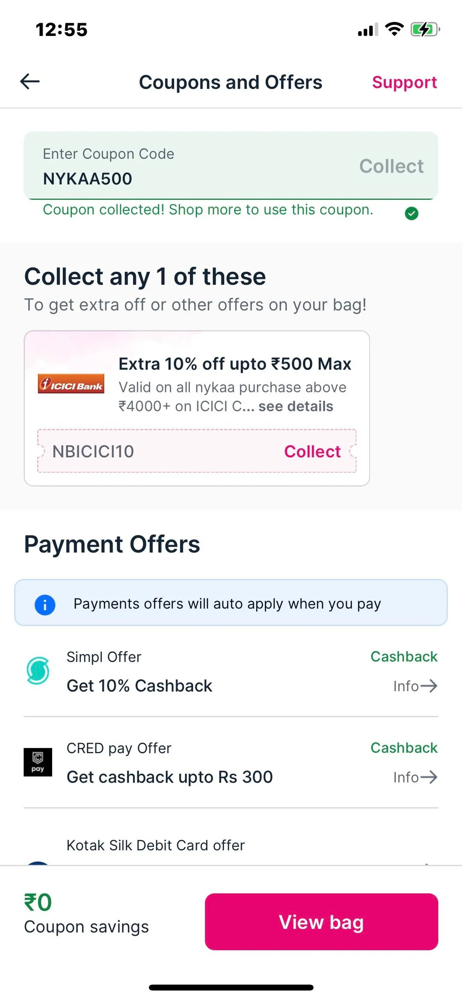 12:55
Coupons and Offers
Support
Enter Coupon Code
NYKAA500
Collect
Coupon collected! Shop more to use this coupon.
Collect any 1 of these
To get extra off or other offers on your bag!
ICICI Bank
Extra 10% off upto ₹500 Max
Valid on all nykaa purchase above
₹4000+ on ICICI C... see details
NBICICI10
Collect
Payment Offers
Payments offers will auto apply when you pay
Simpl Offer
Cashback
Get 10% Cashback
Info
CRED pay Offer
Cashback
pay
Get cashback upto Rs 300
Info
Kotak Silk Debit Card offer
₹0
Coupon savings
View bag